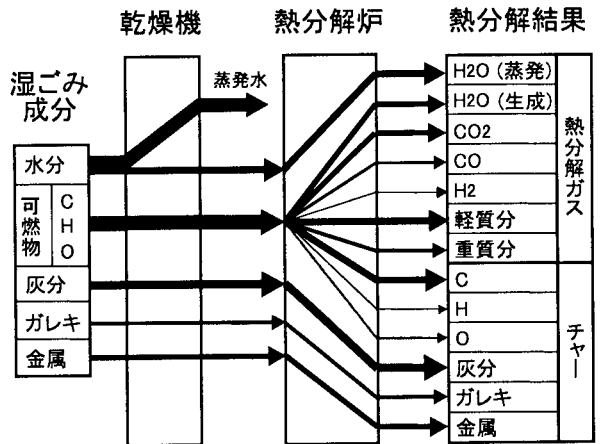 乾燥機
熱分解炉
熱分解結果
湿ごみ
成分
蒸発水
水分
可燃物
C
H
O
灰分
ガレキ
金属
H2O (蒸発)
H2O (生成)
CO2
CO
H2
軽質分
重質分
C
H
O
灰分
ガレキ
金属
熱分解ガス
チャー